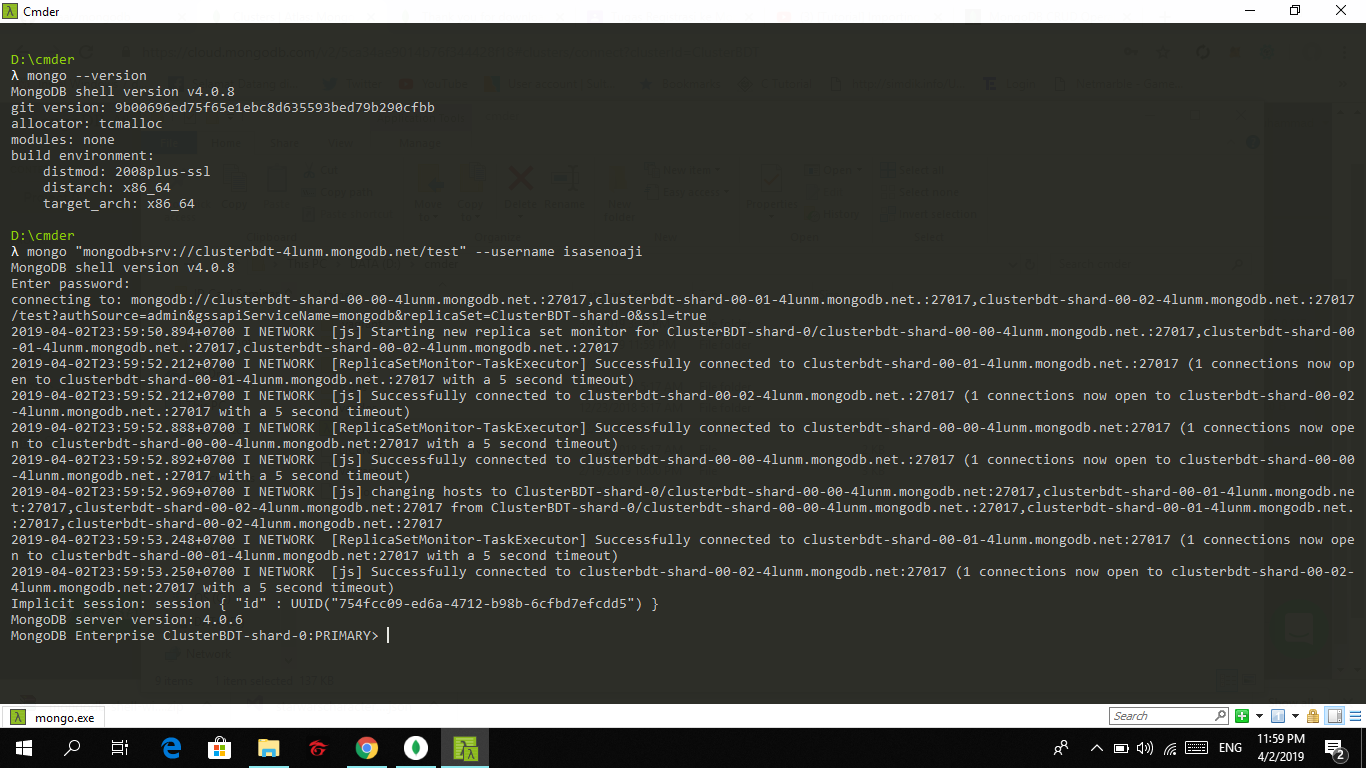 Cmder
D:\cmder
λ mongo --version
MongoDB shell version v4.0.8
git version: 9b00696ed75f65e1ebc8d635593bed79b290cfbb
allocator: tcmalloc
modules: none
build environment:
    distmod: 2008plus-ssl
    distarch: x86_64
    target_arch: x86_64
D:\cmder
λ mongo "mongodb+srv://clusterbdt-4lunm.mongodb.net/test" --username isasenoaji
MongoDB shell version v4.0.8
Enter password:
connecting to: mongodb://clusterbdt-shard-00-00-4lunm.mongodb.net.:27017,clusterbdt-shard-00-01-4lunm.mongodb.net.:27017,clusterbdt-shard-00-02-4lunm.mongodb.net.:27017
/test?authSource=admin&gssapiServiceName=mongodb&replicaSet=ClusterBDT-shard-0&ssl=true
2019-04-02T23:59:50.894+0700 I NETWORK  [js] Starting new replica set monitor for ClusterBDT-shard-0/clusterbdt-shard-00-00-4lunm.mongodb.net.:27017,clusterbdt-shard-00
-01-4lunm.mongodb.net.:27017,clusterbdt-shard-00-02-4lunm.mongodb.net.:27017
2019-04-02T23:59:52.212+0700 I NETWORK  [ReplicaSetMonitor-TaskExecutor] Successfully connected to clusterbdt-shard-00-01-4lunm.mongodb.net.:27017 (1 connections now op
en to clusterbdt-shard-00-01-4lunm.mongodb.net.:27017 with a 5 second timeout)
2019-04-02T23:59:52.212+0700 I NETWORK  [js] Successfully connected to clusterbdt-shard-00-02-4lunm.mongodb.net.:27017 (1 connections now open to clusterbdt-shard-00-02
-4lunm.mongodb.net.:27017 with a 5 second timeout)
2019-04-02T23:59:52.888+0700 I NETWORK  [ReplicaSetMonitor-TaskExecutor] Successfully connected to clusterbdt-shard-00-00-4lunm.mongodb.net:27017 (1 connections now ope
n to clusterbdt-shard-00-00-4lunm.mongodb.net:27017 with a 5 second timeout)
2019-04-02T23:59:52.892+0700 I NETWORK  [js] Successfully connected to clusterbdt-shard-00-00-4lunm.mongodb.net.:27017 (1 connections now open to clusterbdt-shard-00-00
-4lunm.mongodb.net.:27017 with a 5 second timeout)
2019-04-02T23:59:52.969+0700 I NETWORK  [js] changing hosts to ClusterBDT-shard-0/clusterbdt-shard-00-00-4lunm.mongodb.net:27017,clusterbdt-shard-00-01-4lunm.mongodb.ne
t:27017,clusterbdt-shard-00-02-4lunm.mongodb.net:27017 from ClusterBDT-shard-0/clusterbdt-shard-00-00-4lunm.mongodb.net.:27017,clusterbdt-shard-00-01-4lunm.mongodb.net.
:27017,clusterbdt-shard-00-02-4lunm.mongodb.net.:27017
2019-04-02T23:59:53.248+0700 I NETWORK  [ReplicaSetMonitor-TaskExecutor] Successfully connected to clusterbdt-shard-00-01-4lunm.mongodb.net:27017 (1 connections now ope
n to clusterbdt-shard-00-01-4lunm.mongodb.net:27017 with a 5 second timeout)
2019-04-02T23:59:53.250+0700 I NETWORK  [js] Successfully connected to clusterbdt-shard-00-02-4lunm.mongodb.net:27017 (1 connections now open to clusterbdt-shard-00-02-
4lunm.mongodb.net:27017 with a 5 second timeout)
Implicit session: session { "id" : UUID("754fcc09-ed6a-4712-b98b-6cfbd7efcdd5") }
MongoDB server version: 4.0.6
MongoDB Enterprise ClusterBDT-shard-0:PRIMARY>
mongo.exe
Search
ENG
11:59 PM
4/2/2019
2